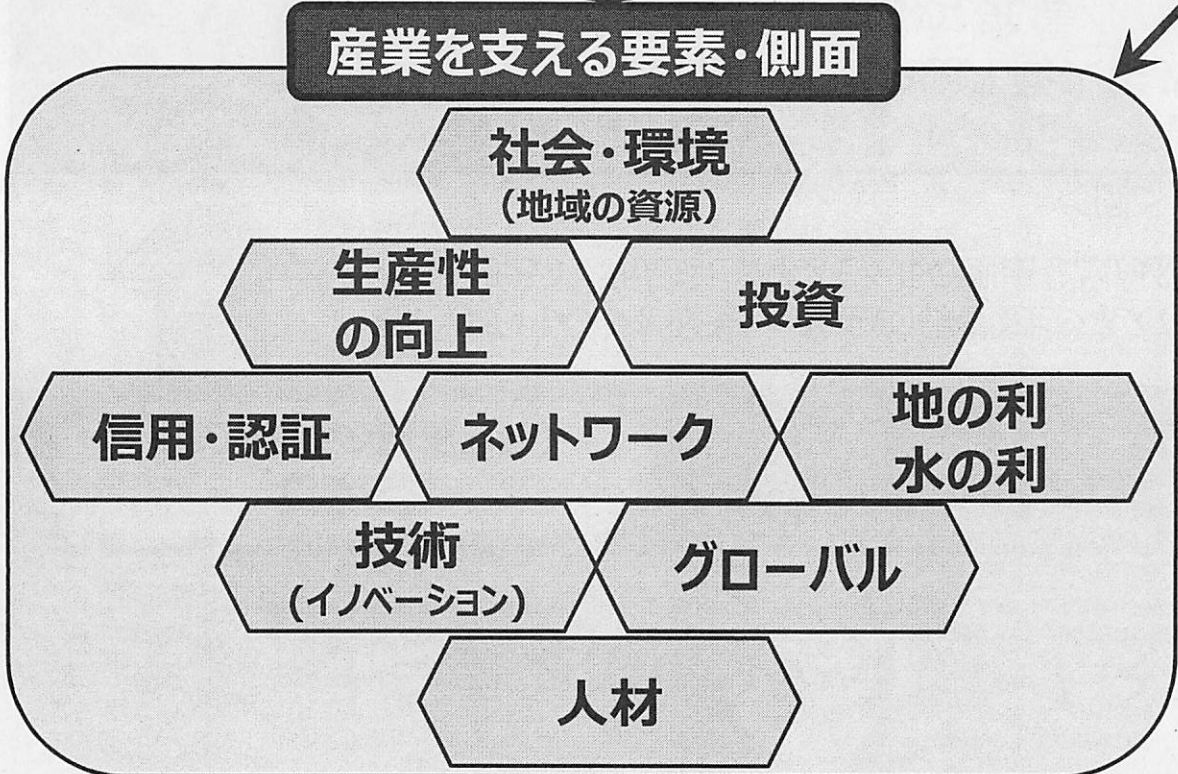 産業を支える要素・側面
社会・環境
(地域の資源)
生産性
の向上
投資
信用・認証
ネットワーク
地の利
水の利
技術
(イノベーション)
グローバル
人材